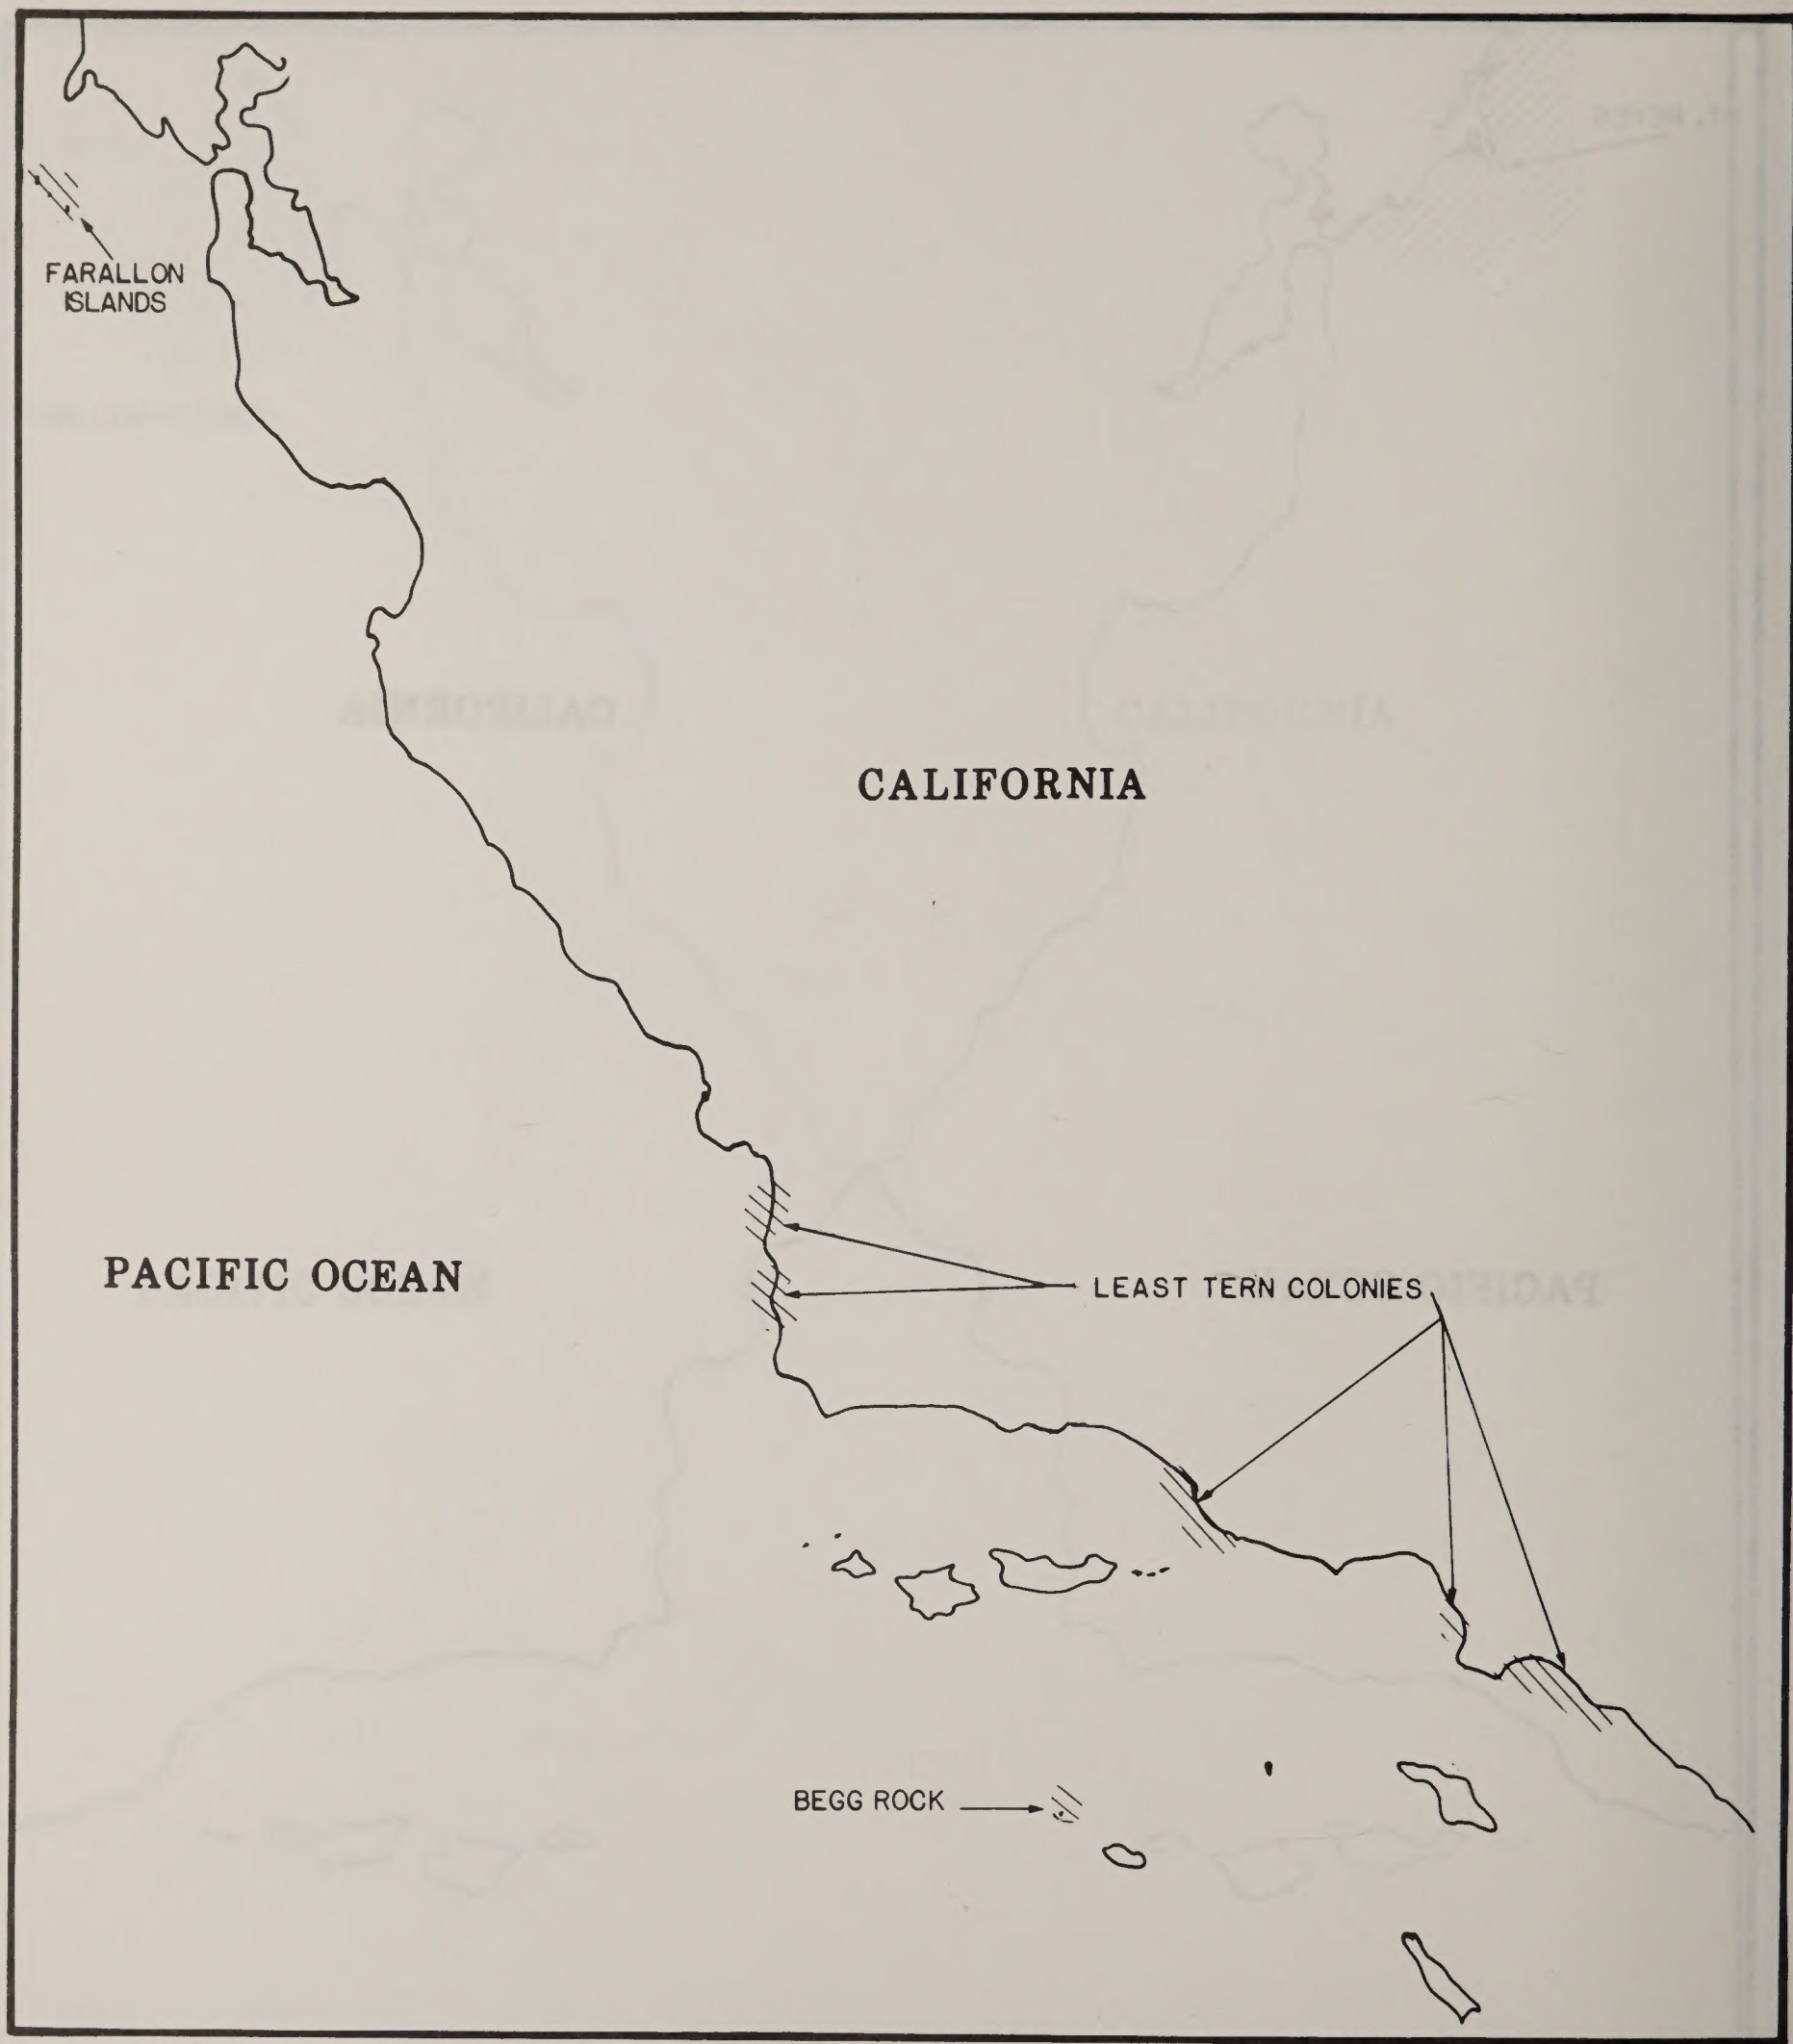 FARALLON
ISLANDS
CALIFORNIA
PACIFIC OCEAN
LEAST TERN COLONIES
BEGG ROCK